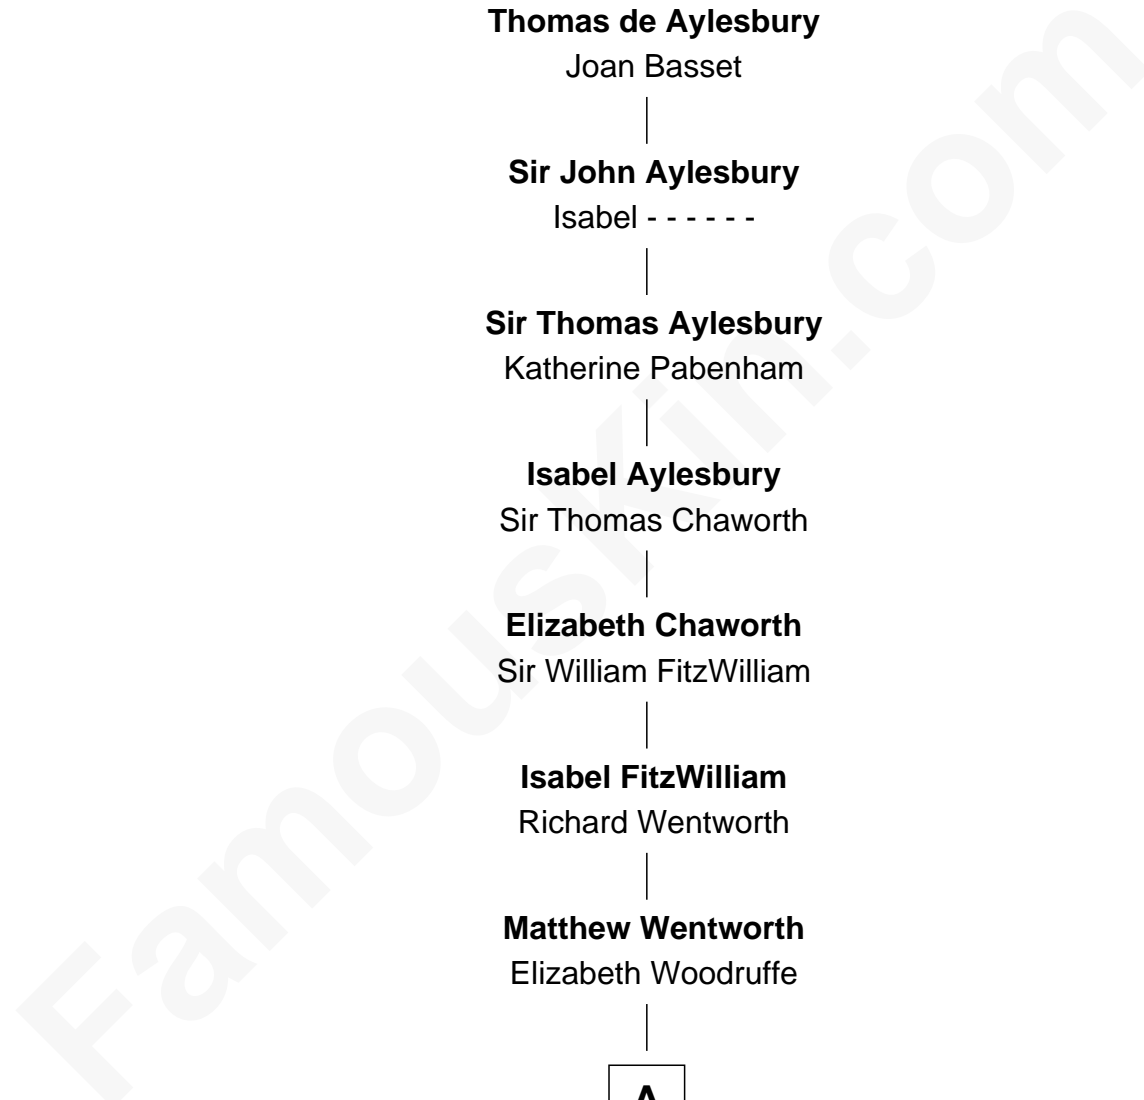 Thomas de Aylesbury
Joan Basset
Sir John Aylesbury
Isabel - - - - - -
Sir Thomas Aylesbury
Katherine Pabenham
Isabel Aylesbury
Sir Thomas Chaworth
Elizabeth Chaworth
Sir William FitzWilliam
Isabel FitzWilliam
Richard Wentworth
Matthew Wentworth
Elizabeth Woodruffe
A
FamousKin.com